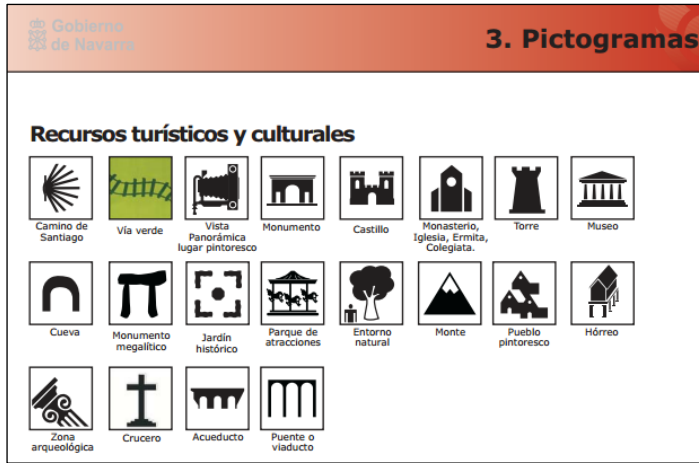 Gobierno
de Navarra
3. Pictogramas
Recursos turísticos y culturales
Camino de
Santiago
Vía verde
Vista
Panorámica
lugar pintoresco
Monumento
Castillo
Monasterio,
Iglesia, Ermita,
Colegiata.
Torre
Museo
Cueva
Monumento
megalítico
Jardín
histórico
Parque de
atracciones
Entorno
natural
Monte
Pueblo
pintoresco
Hórreo
Zona
arqueológica
Crucero
Acueducto
Puente o
viaducto